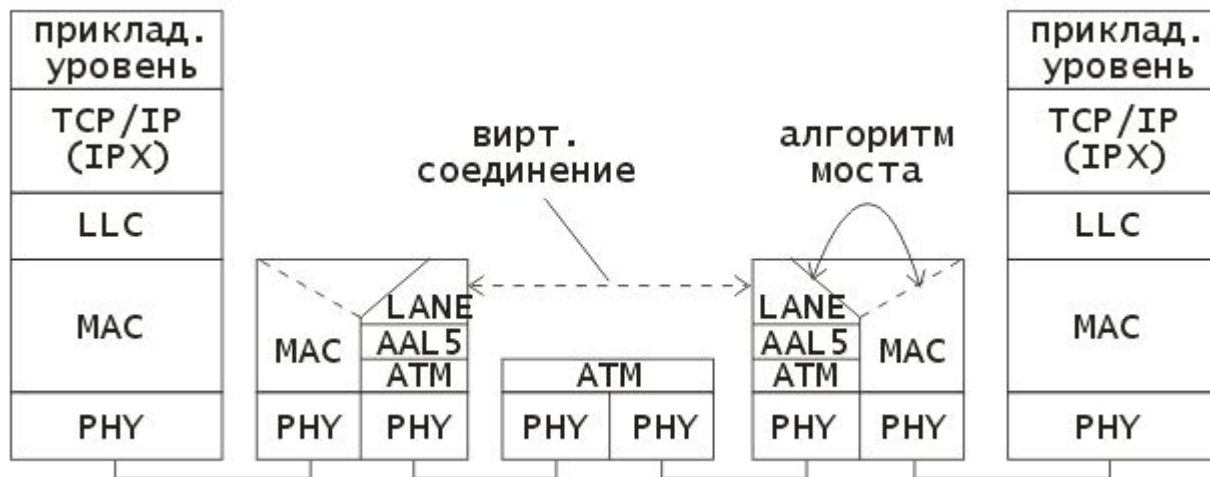 приклад.
уровень
TCP/IP
(IPX)
LLC
MAC
PHY
вирт.
соединение
алгоритм
моста
LANE
AAL5
ATM
MAC
PHY
PHY
ATM
PHY
PHY
LANE
AAL5
ATM
MAC
PHY
PHY
приклад.
уровень
TCP/IP
(IPX)
LLC
MAC
PHY